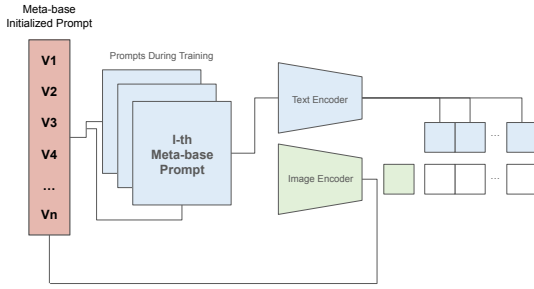 Meta-base
Initialized Prompt
V1
V2
V3
V4
...
Vn
Prompts During Training
I-th
Meta-base
Prompt
Text Encoder
Image Encoder
...
...